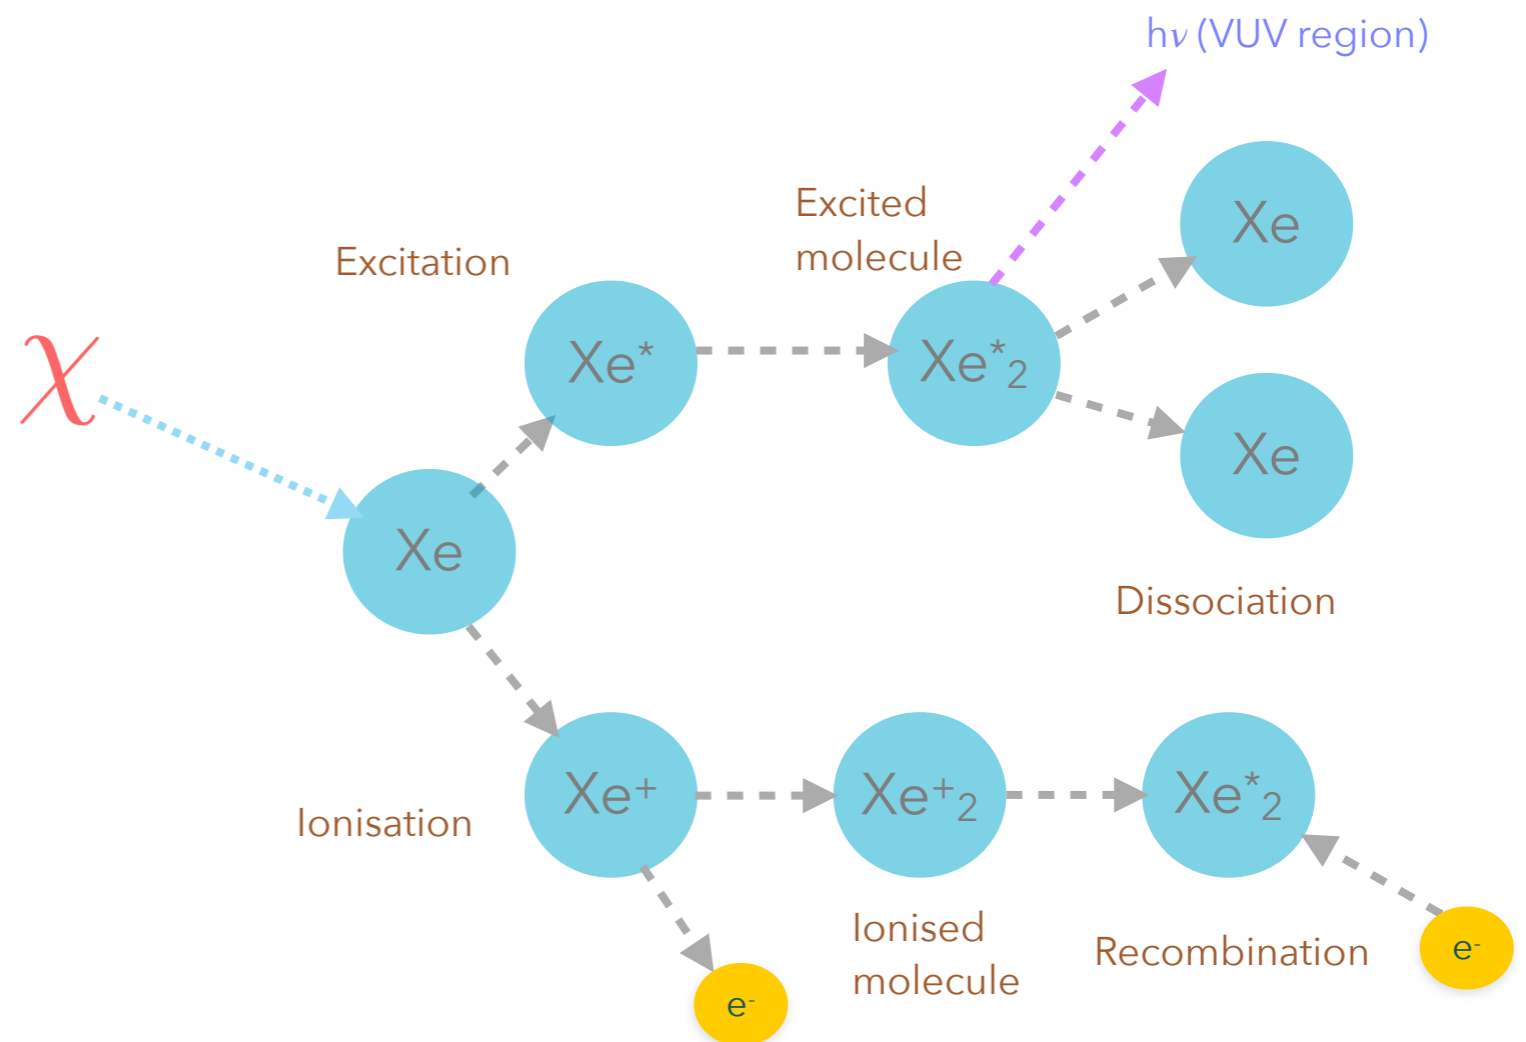 hν (VUV region)
Excited
molecule
Xe
Excitation
Xe*
Xe*₂
χ
Xe
Xe
Dissociation
Xe⁺
Xe⁺₂
Xe*₂
Ionisation
Ionised
molecule
Recombination
e⁻
e⁻